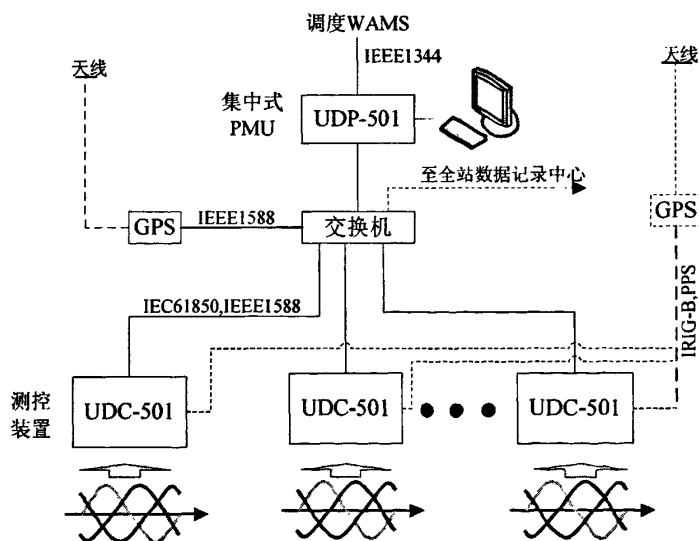 调度WAMS
IEEE1344
天线
天线
集中式
PMU
UDP-501
至全站数据记录中心
GPS
IEEE1588
交换机
GPS
IEC61850,IEEE1588
IRIG-B,PPS
测控
装置
UDC-501
UDC-501
UDC-501